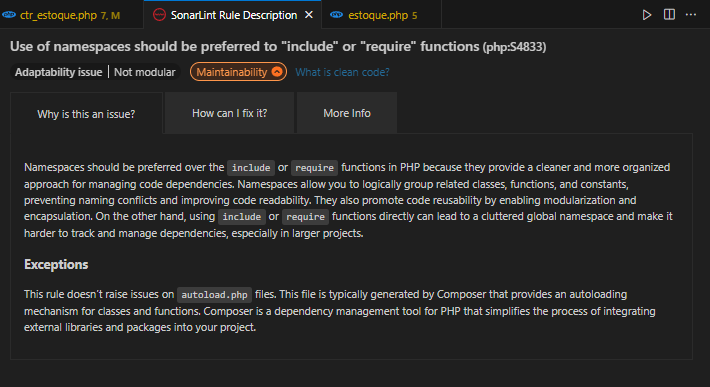 ctr_estoque.php 7, M
SonarLint Rule Description
estoque.php 5
Use of namespaces should be preferred to "include" or "require" functions (php:S4833)
Adaptability issue | Not modular
Maintainability
What is clean code?
Why is this an issue?
How can I fix it?
More Info
Namespaces should be preferred over the include or require functions in PHP because they provide a cleaner and more organized
approach for managing code dependencies. Namespaces allow you to logically group related classes, functions, and constants,
preventing naming conflicts and improving code readability. They also promote code reusability by enabling modularization and
encapsulation. On the other hand, using include or require functions directly can lead to a cluttered global namespace and make it
harder to track and manage dependencies, especially in larger projects.
Exceptions
This rule doesn't raise issues on autoload.php files. This file is typically generated by Composer that provides an autoloading
mechanism for classes and functions. Composer is a dependency management tool for PHP that simplifies the process of integrating
external libraries and packages into your project.